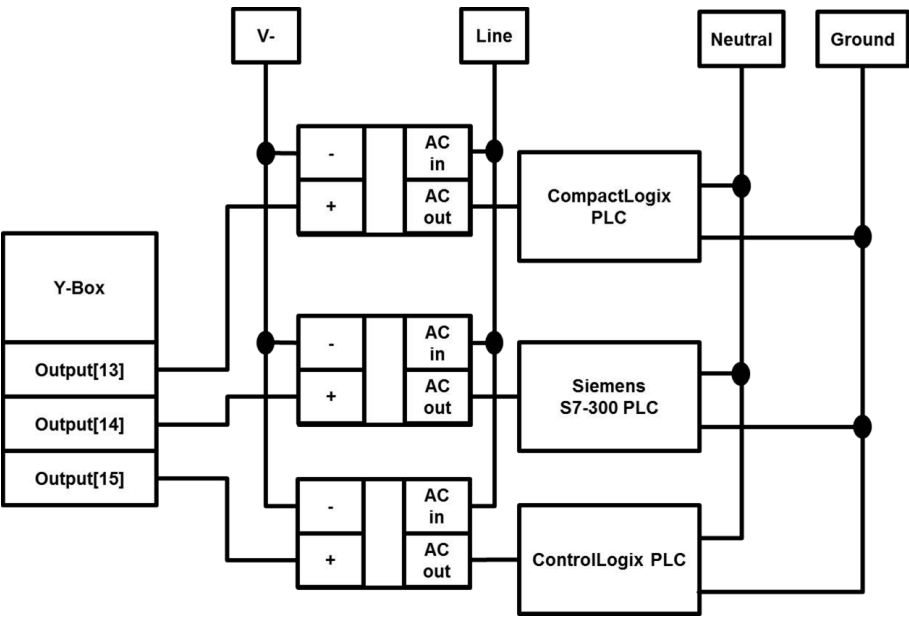 V-
Line
Neutral
Ground
-
AC
in
+
AC
out
CompactLogix
PLC
Y-Box
Output[13]
Output[14]
Output[15]
-
AC
in
+
AC
out
Siemens
S7-300 PLC
-
AC
in
+
AC
out
ControlLogix PLC